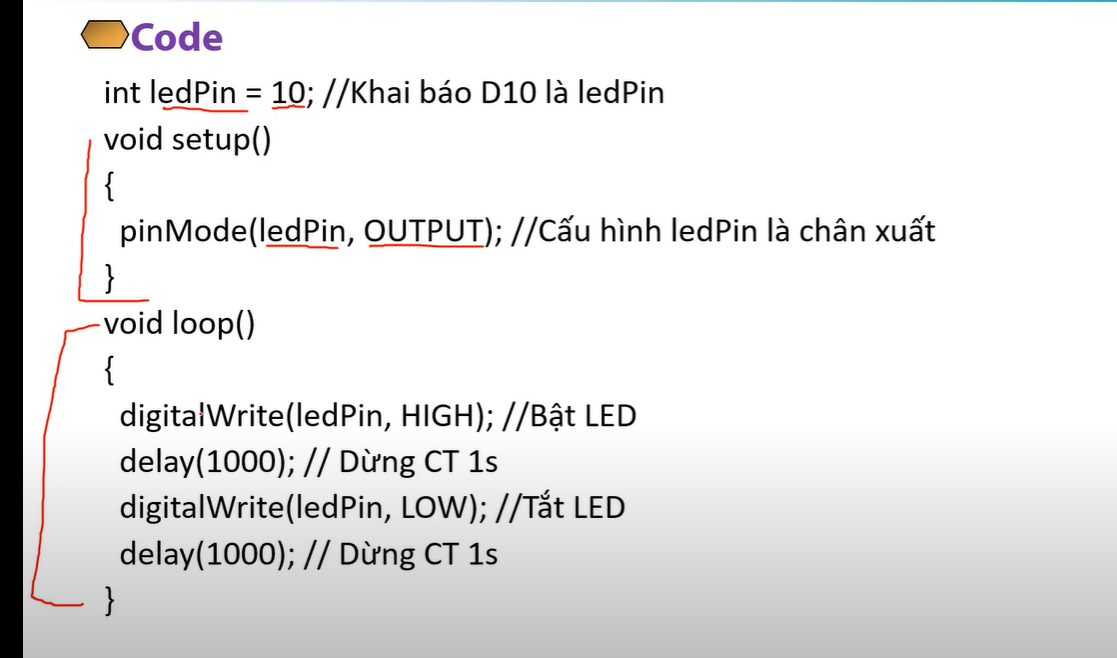 Code
int ledPin = 10; //Khai báo D10 là ledPin
void setup()
{
pinMode(ledPin, OUTPUT); //Cấu hình ledPin là chân xuất
}
void loop()
{
digitalWrite(ledPin, HIGH); //Bật LED
delay(1000); // Dừng CT 1s
digitalWrite(ledPin, LOW); //Tắt LED
delay(1000); // Dừng CT 1s
}